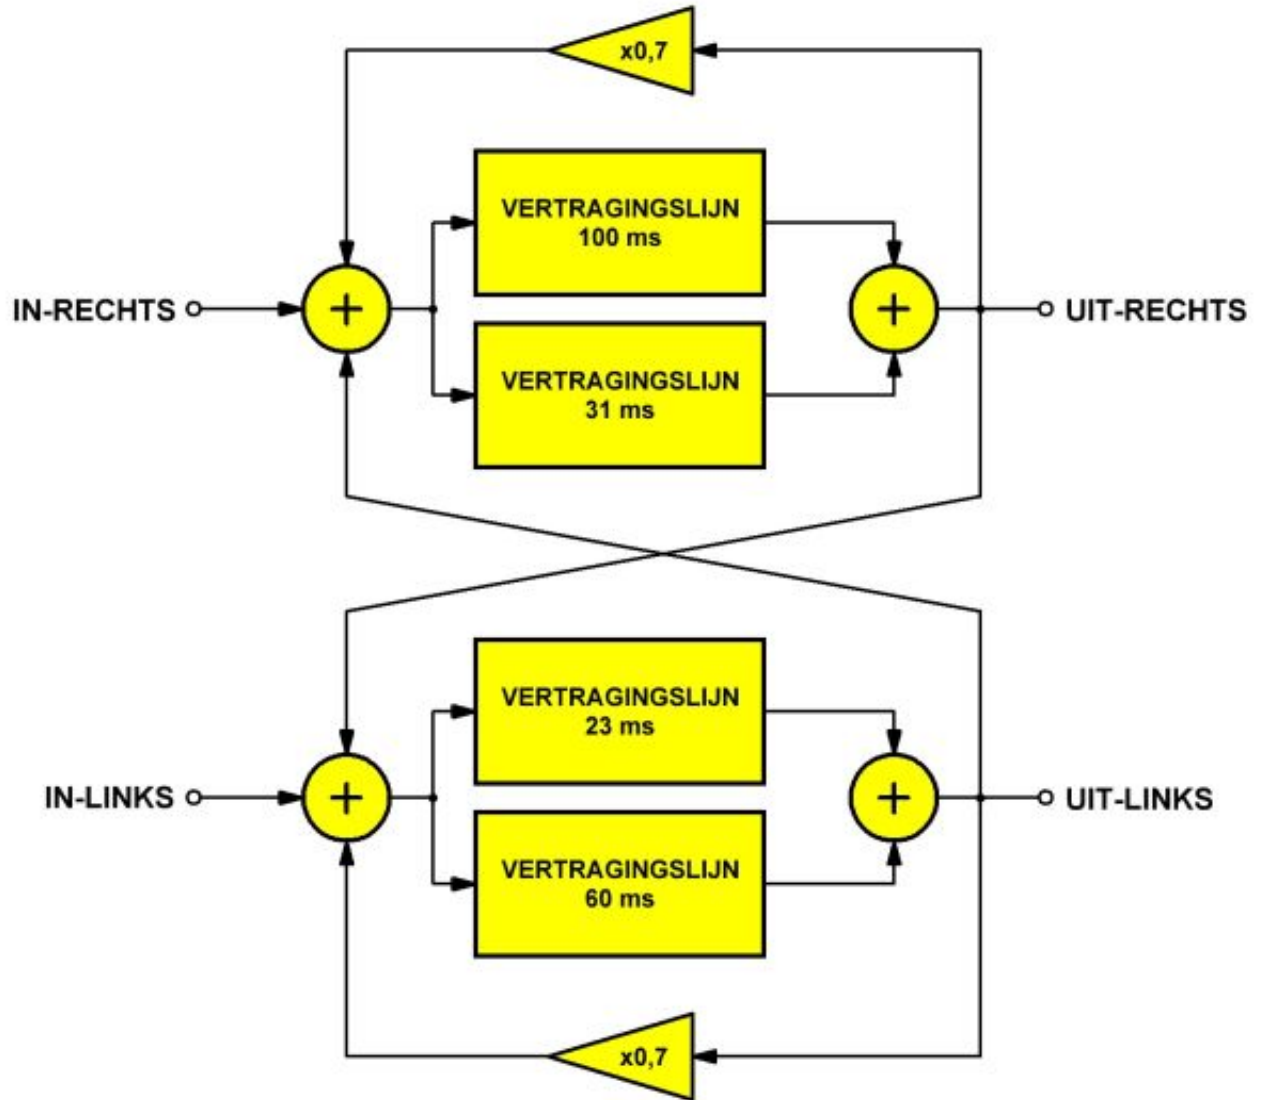 x0,7
VERTRAGINGSLIJN
100 ms
IN-RECHTS
+
+
UIT-RECHTS
VERTRAGINGSLIJN
31 ms
VERTRAGINGSLIJN
23 ms
IN-LINKS
+
+
UIT-LINKS
VERTRAGINGSLIJN
60 ms
x0,7